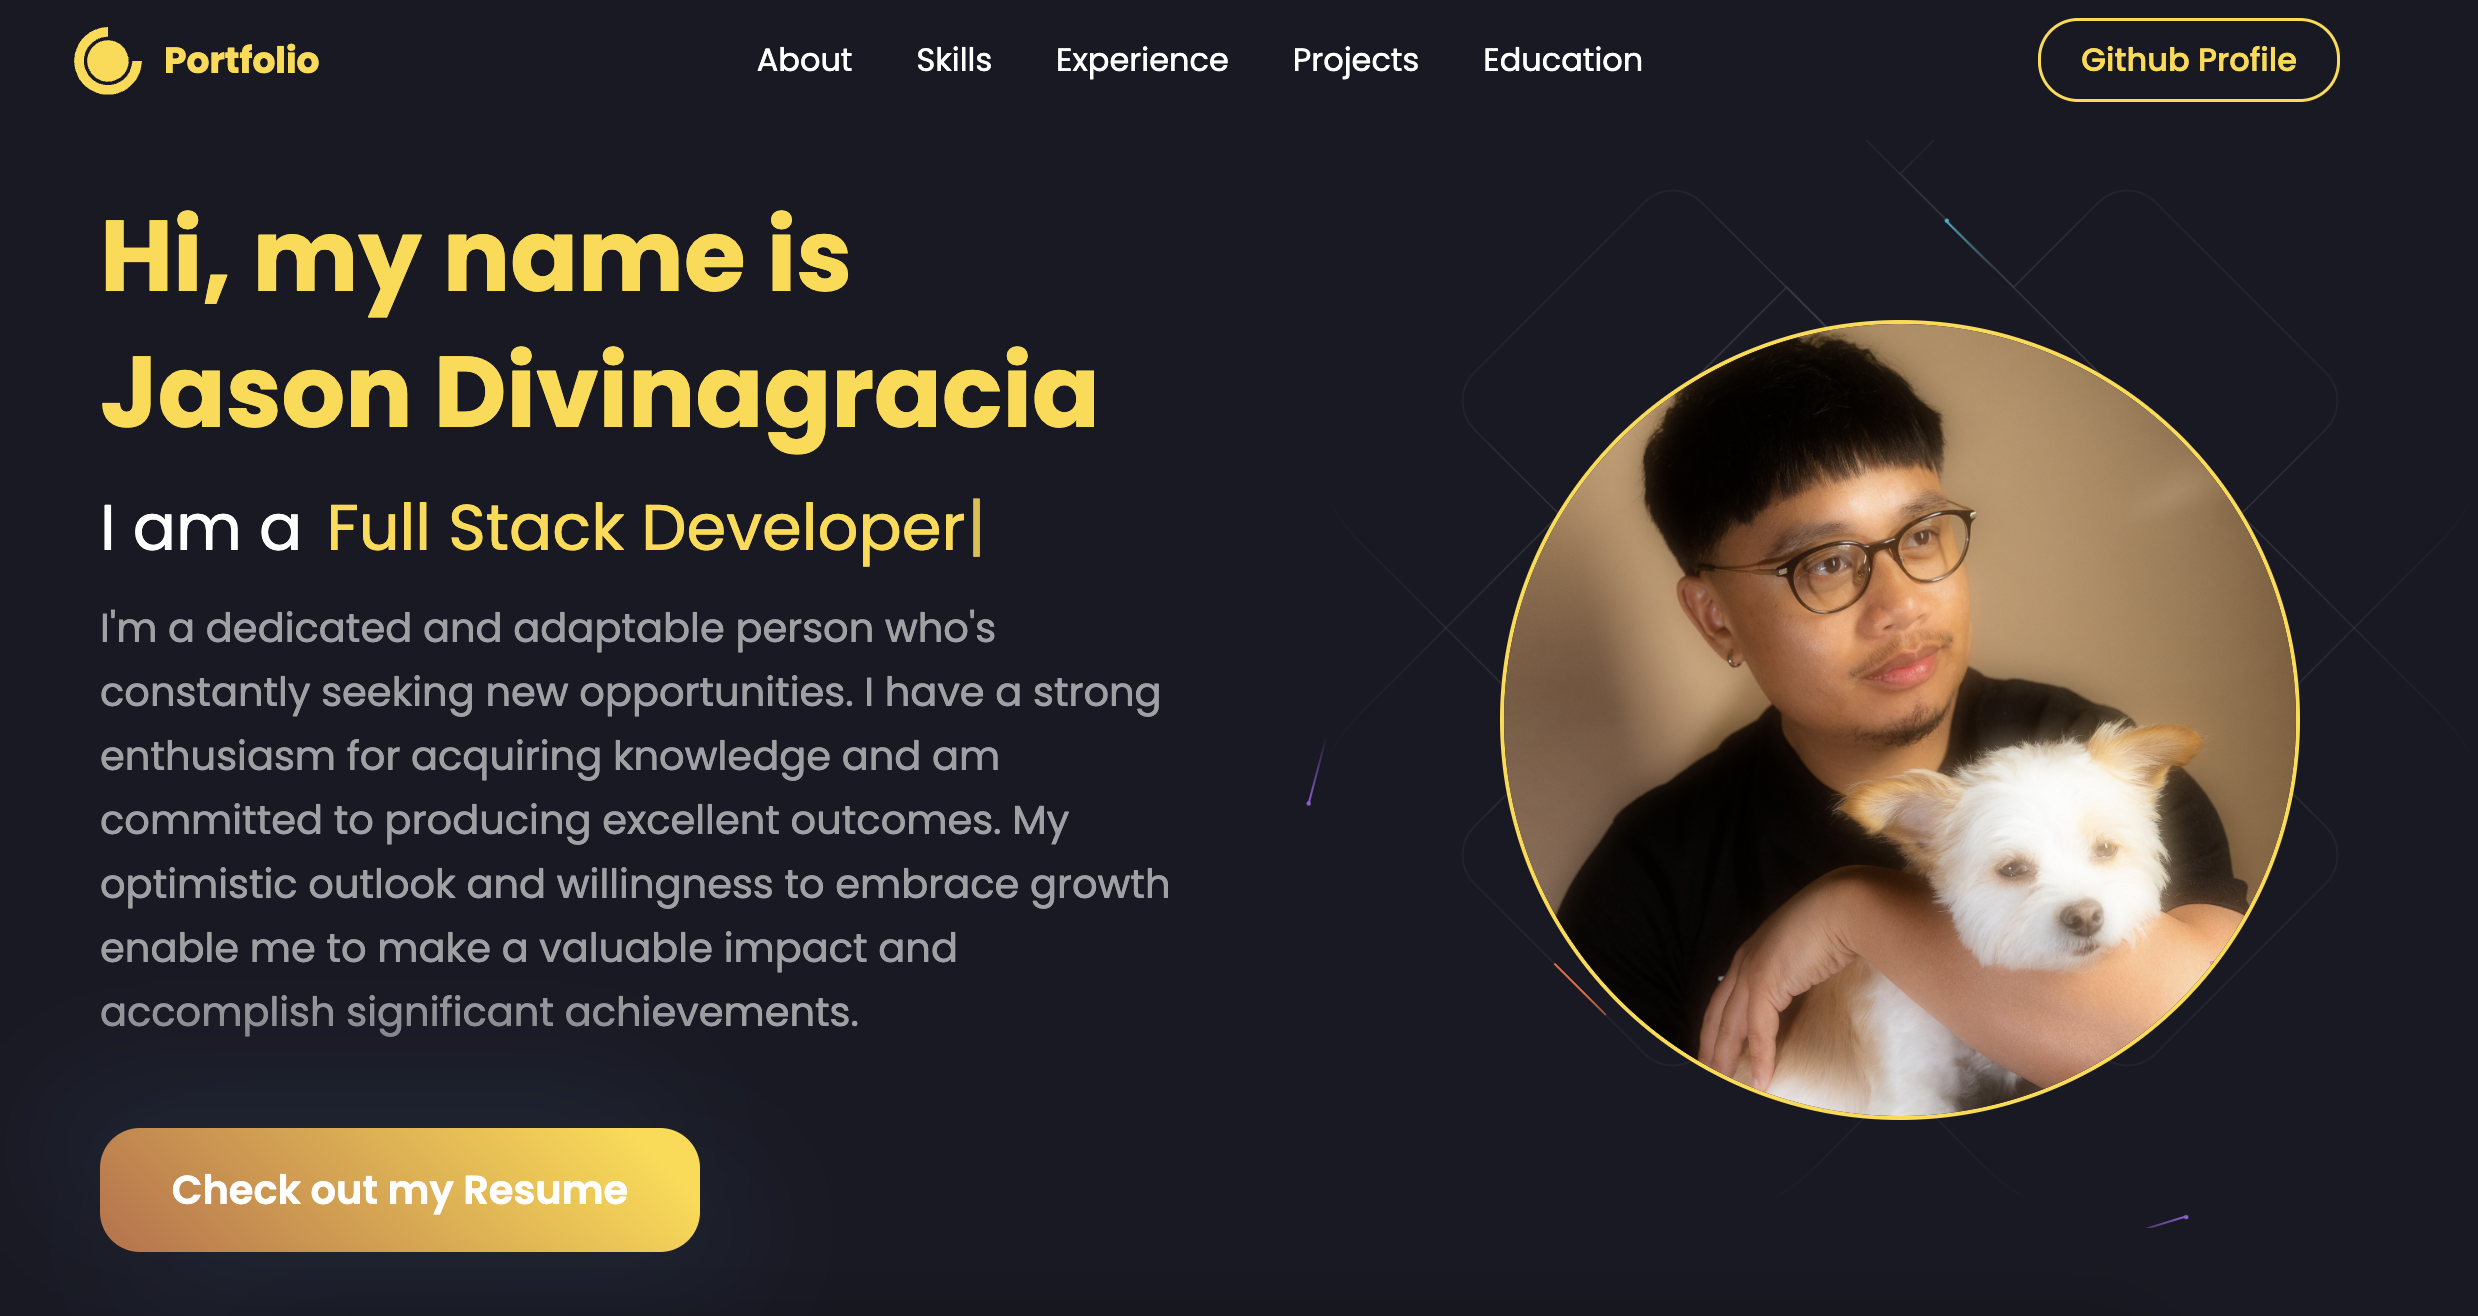 Portfolio
About
Skills
Experience
Projects
Education
Github Profile
Hi, my name is
Jason Divinagracia
I am a Full Stack Developer|
I'm a dedicated and adaptable person who's
constantly seeking new opportunities. I have a strong
enthusiasm for acquiring knowledge and am
committed to producing excellent outcomes. My
optimistic outlook and willingness to embrace growth
enable me to make a valuable impact and
accomplish significant achievements.
Check out my Resume